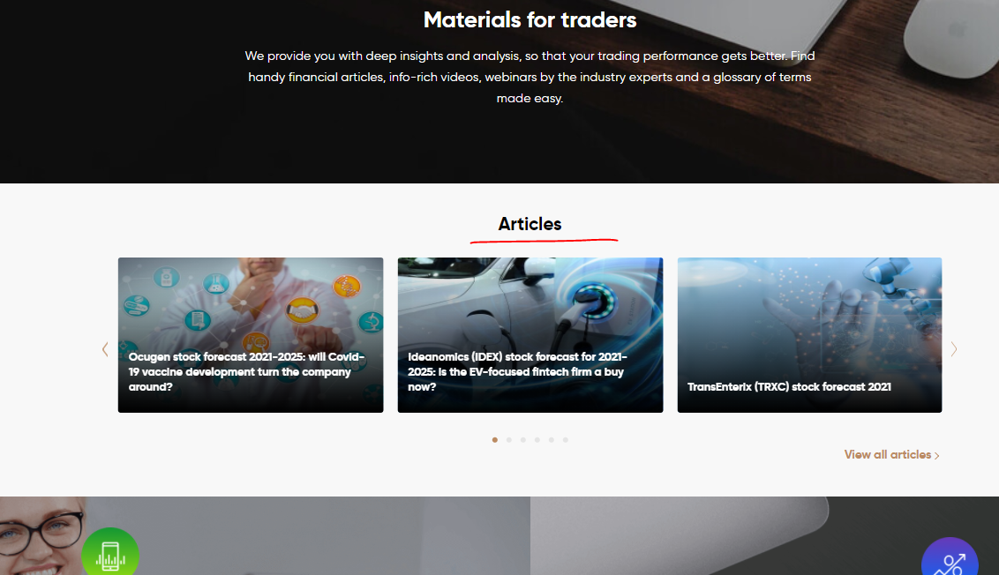 Materials for traders
We provide you with deep insights and analysis, so that your trading performance gets better. Find
handy financial articles, info-rich videos, webinars by the industry experts and a glossary of terms
made easy.
Articles
Ocugen stock forecast 2021-2025: will Covid-
19 vaccine development turn the company
around?
Ideanomics (IDEX) stock forecast for 2021-
2025: is the EV-focused fintech firm a buy
now?
TransEnterix (TRXC) stock forecast 2021
View all articles